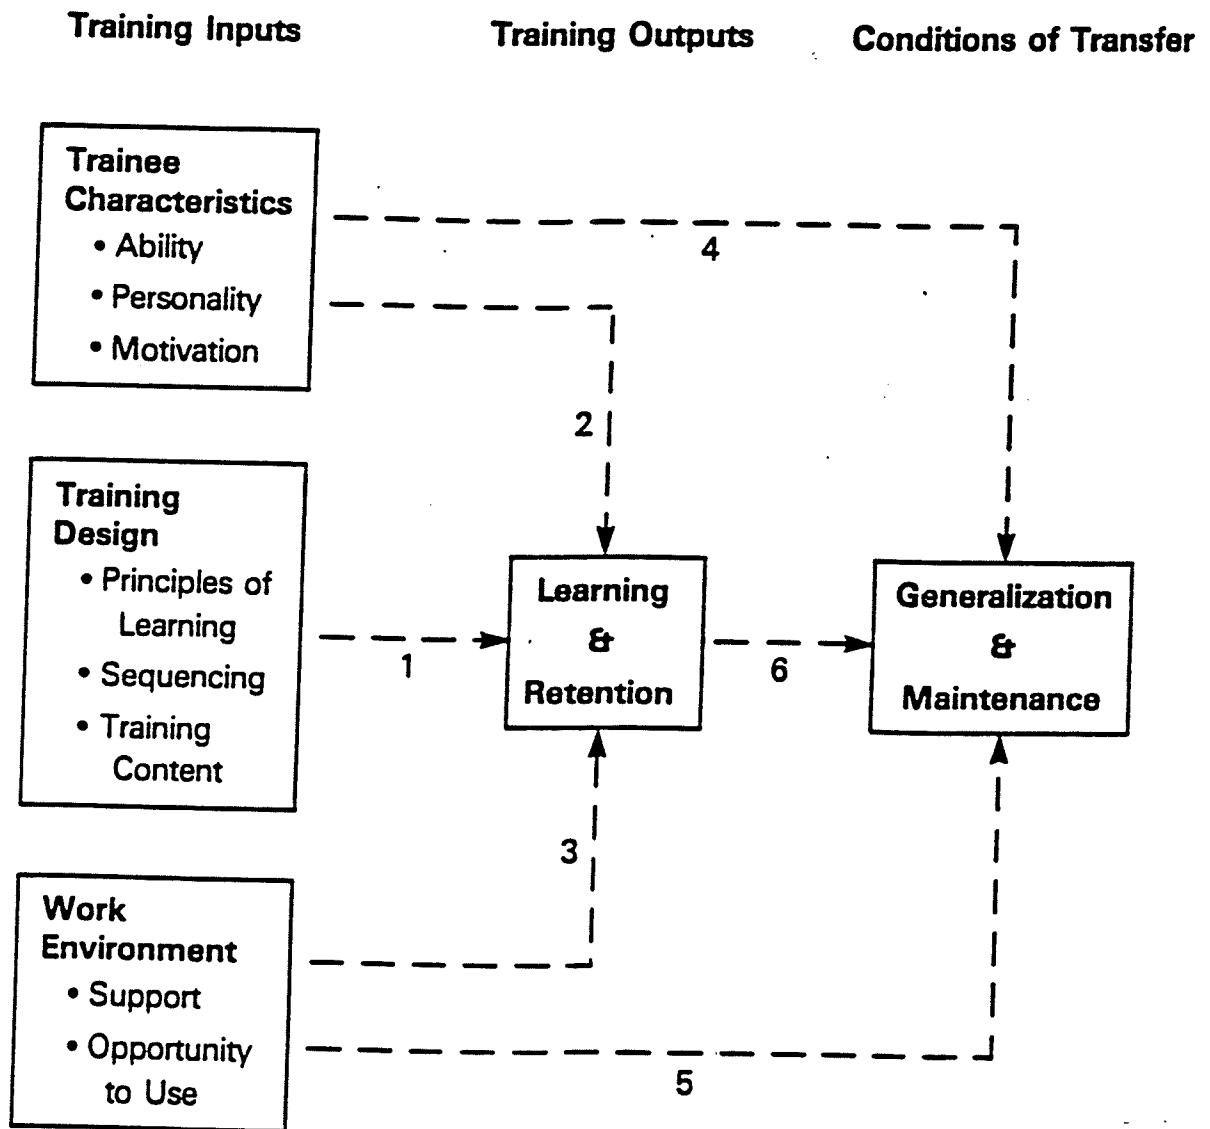 Training Inputs
Training Outputs
Conditions of Transfer
Trainee
Characteristics
• Ability
• Personality
• Motivation
4
2
Training
Design
• Principles of
Learning
• Sequencing
• Training
Content
1
Learning
&
Retention
6
Generalization
&
Maintenance
3
Work
Environment
• Support
• Opportunity
to Use
5